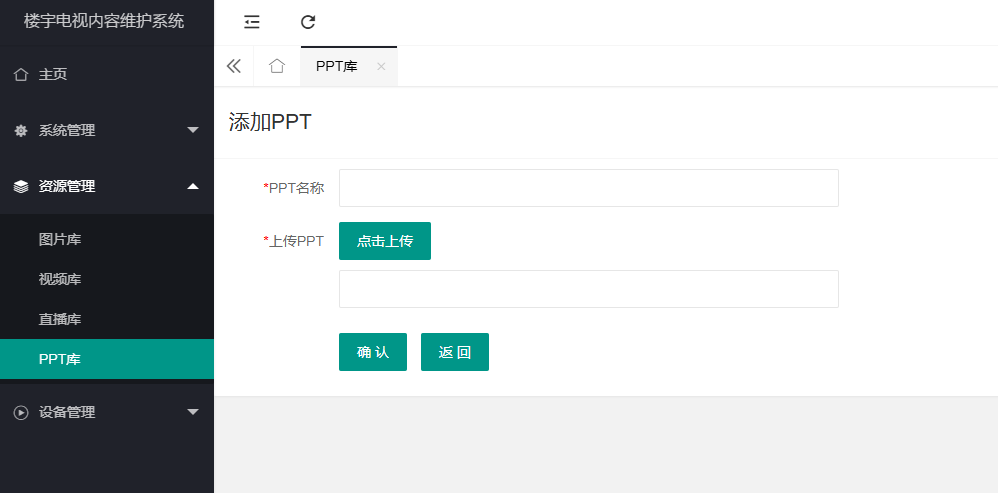 楼宇电视内容维护系统
主页
系统管理
资源管理
图片库
视频库
直播库
PPT库
设备管理
PPT库
添加PPT
*PPT名称
*上传PPT
点击上传
确 认
返 回